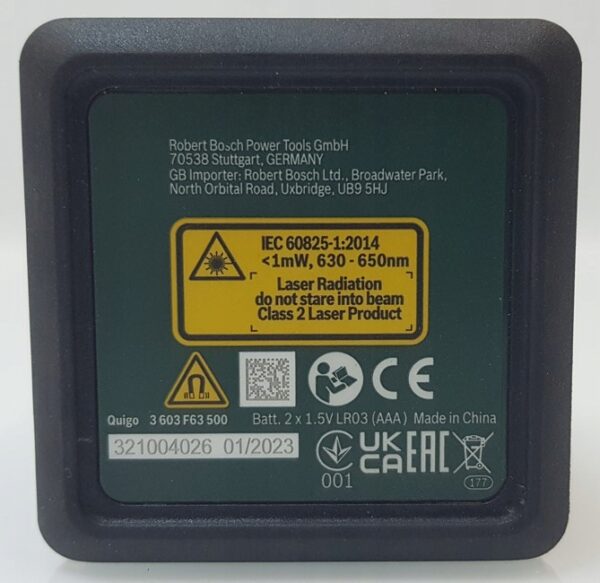 Robert Bosch Power Tools GmbH
70538 Stuttgart, GERMANY
GB Importer: Robert Bosch Ltd., Broadwater Park,
North Orbital Road, Uxbridge, UB9 5HJ
IEC 60825-1:2014
<1mW, 630 - 650nm
Laser Radiation
do not stare into beam
Class 2 Laser Product
CE
Quigo 3 603 F63 500 Batt. 2 x 1.5V LR03 (AAA) Made in China
321004026 01/2023
UK
CA
EAC
001
177